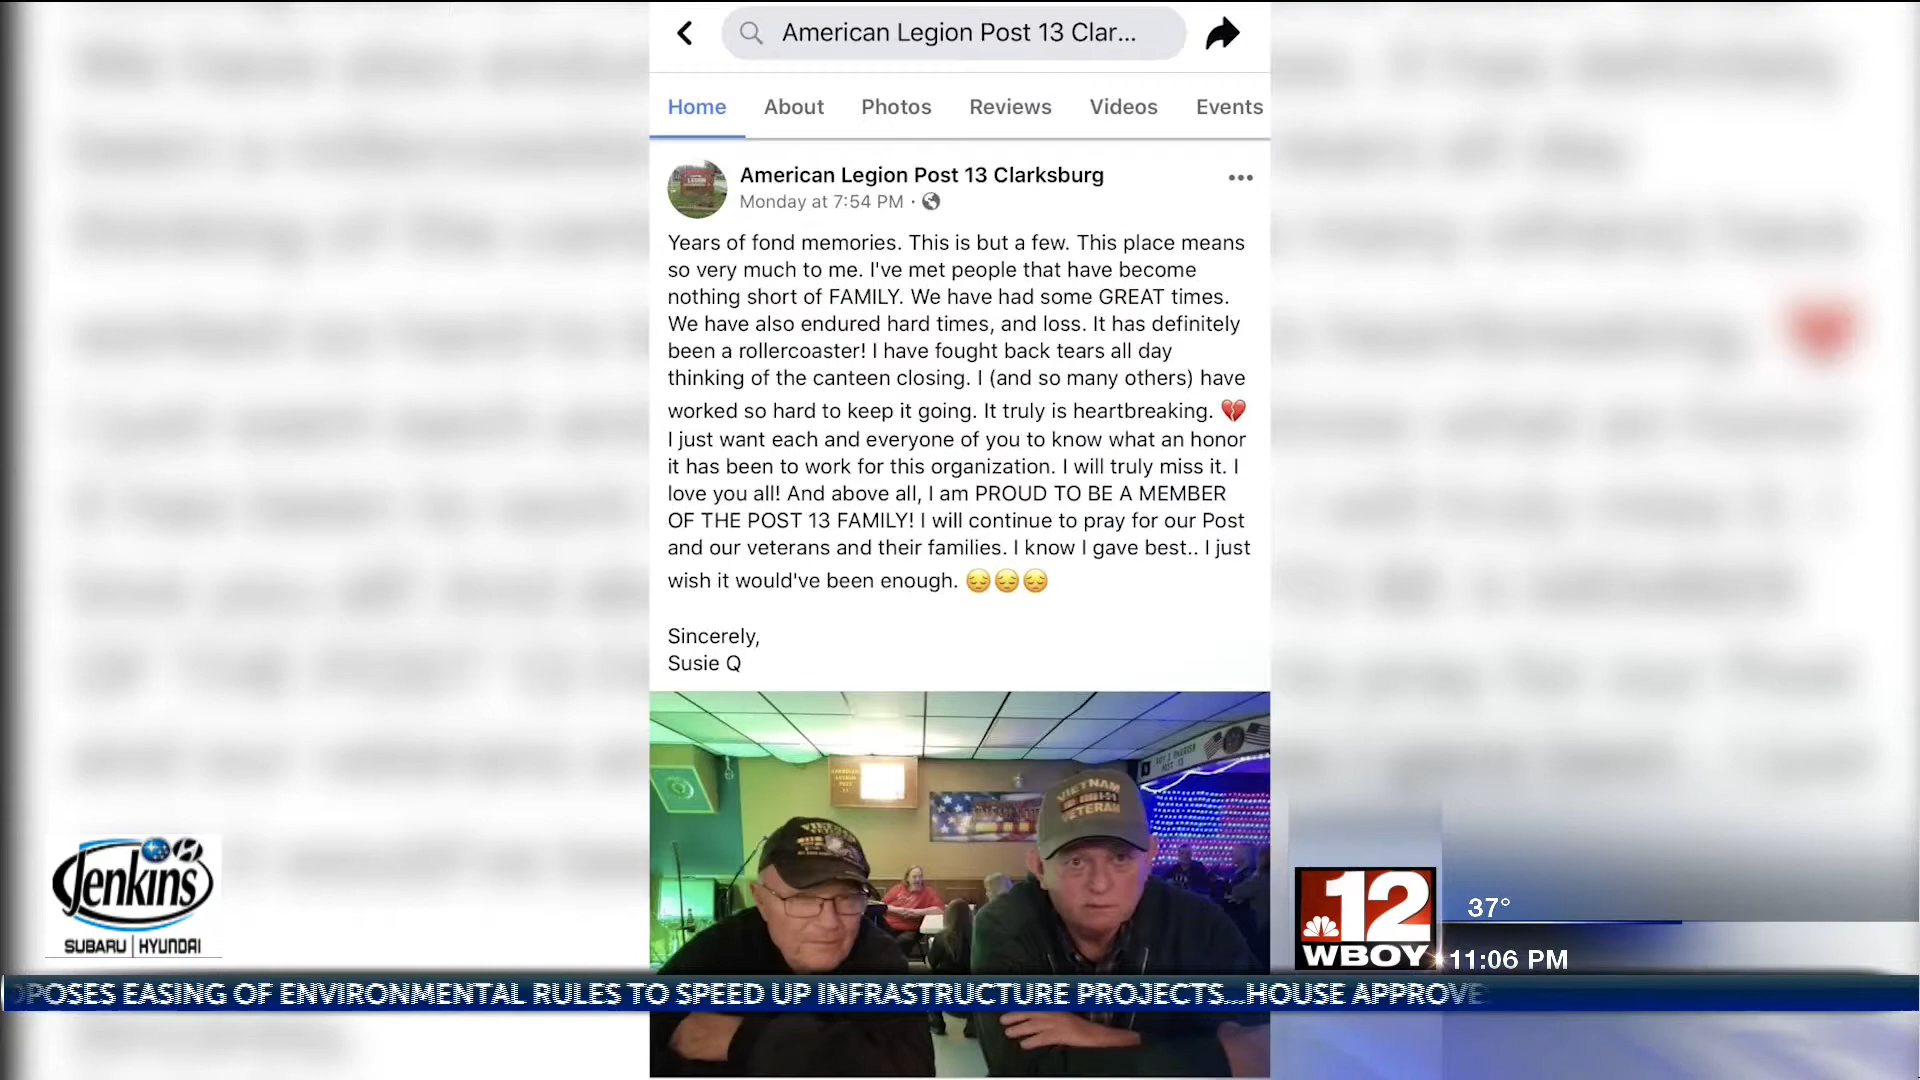 American Legion Post 13 Clar...
Home About Photos Reviews Videos Events
American Legion Post 13 Clarksburg
Monday at 7:54 PM ·
Years of fond memories. This is but a few. This place means
so very much to me. I've met people that have become
nothing short of FAMILY. We have had some GREAT times.
We have also endured hard times, and loss. It has definitely
been a rollercoaster! I have fought back tears all day
thinking of the canteen closing. I (and so many others) have
worked so hard to keep it going. It truly is heartbreaking. 💔
I just want each and everyone of you to know what an honor
it has been to work for this organization. I will truly miss it. I
love you all! And above all, I am PROUD TO BE A MEMBER
OF THE POST 13 FAMILY! I will continue to pray for our Post
and our veterans and their families. I know I gave best.. I just
wish it would've been enough. 😔😔😔
Sincerely,
Susie Q
VIETNAM
VETERAN
Jenkins
SUBARU | HYUNDAI
12
WBOY
37°
11:06 PM
POSES EASING OF ENVIRONMENTAL RULES TO SPEED UP INFRASTRUCTURE PROJECTS...HOUSE APPROVE